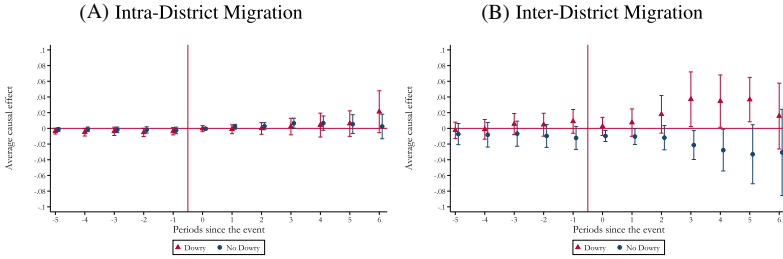 (A) Intra-District Migration
Average causal effect
.1
.08
.06
.04
.02
0
-.02
-.04
-.06
-.08
-.1
-5 -4 -3 -2 -1 0 1 2 3 4 5 6
Periods since the event
Dowry No Dowry
(B) Inter-District Migration
Average causal effect
.1
.08
.06
.04
.02
0
-.02
-.04
-.06
-.08
-.1
-5 -4 -3 -2 -1 0 1 2 3 4 5 6
Periods since the event
Dowry No Dowry